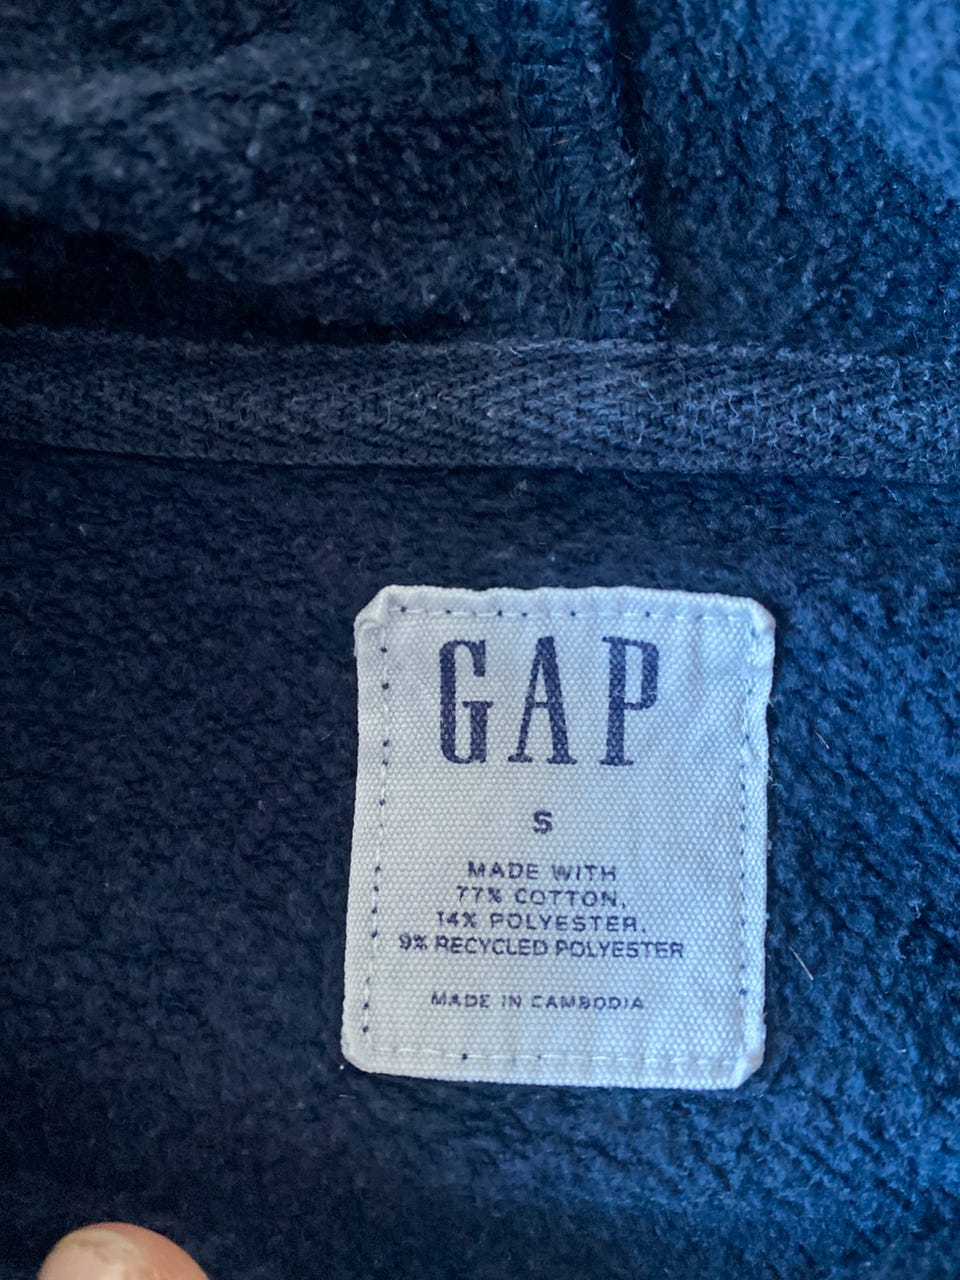 GAP
S
MADE WITH
77% COTTON,
14% POLYESTER,
9% RECYCLED POLYESTER
MADE IN CAMBODIA